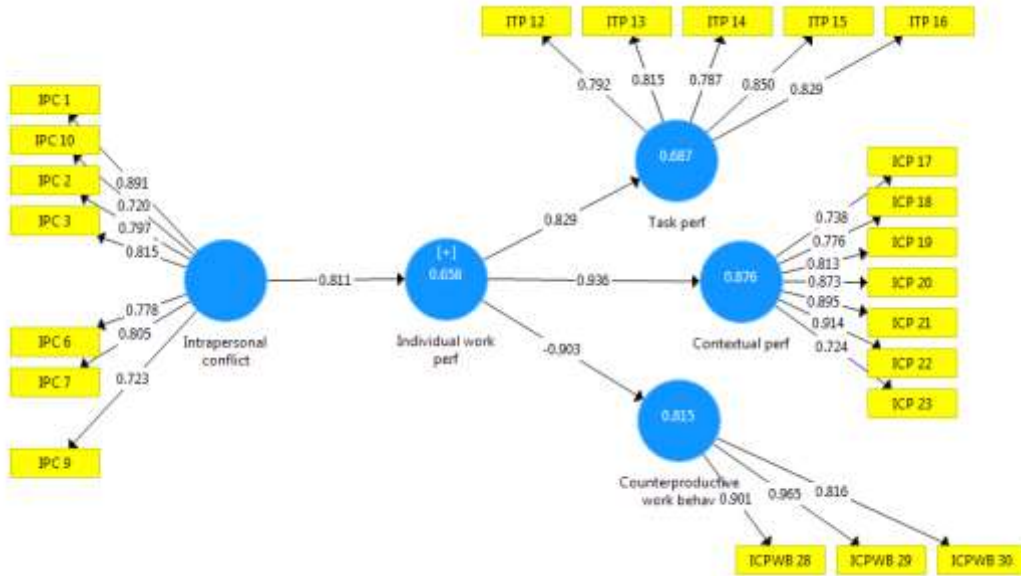 ITP 12
ITP 13
ITP 14
ITP 15
ITP 16
0.792
0.815
0.787
0.850
0.829
0.687
Task perf
IPC 1
IPC 10
IPC 2
IPC 3
IPC 6
IPC 7
IPC 9
0.891
0.720
0.797
0.815
0.778
0.805
0.723
Intrapersonal
conflict
0.811
[+]
0.658
Individual work
perf
0.829
0.936
-0.903
0.876
Contextual perf
0.738
0.776
0.813
0.873
0.895
0.914
0.724
ICP 17
ICP 18
ICP 19
ICP 20
ICP 21
ICP 22
ICP 23
0.815
Counterproductive
work behav
0.901
0.965
0.816
ICPWB 28
ICPWB 29
ICPWB 30